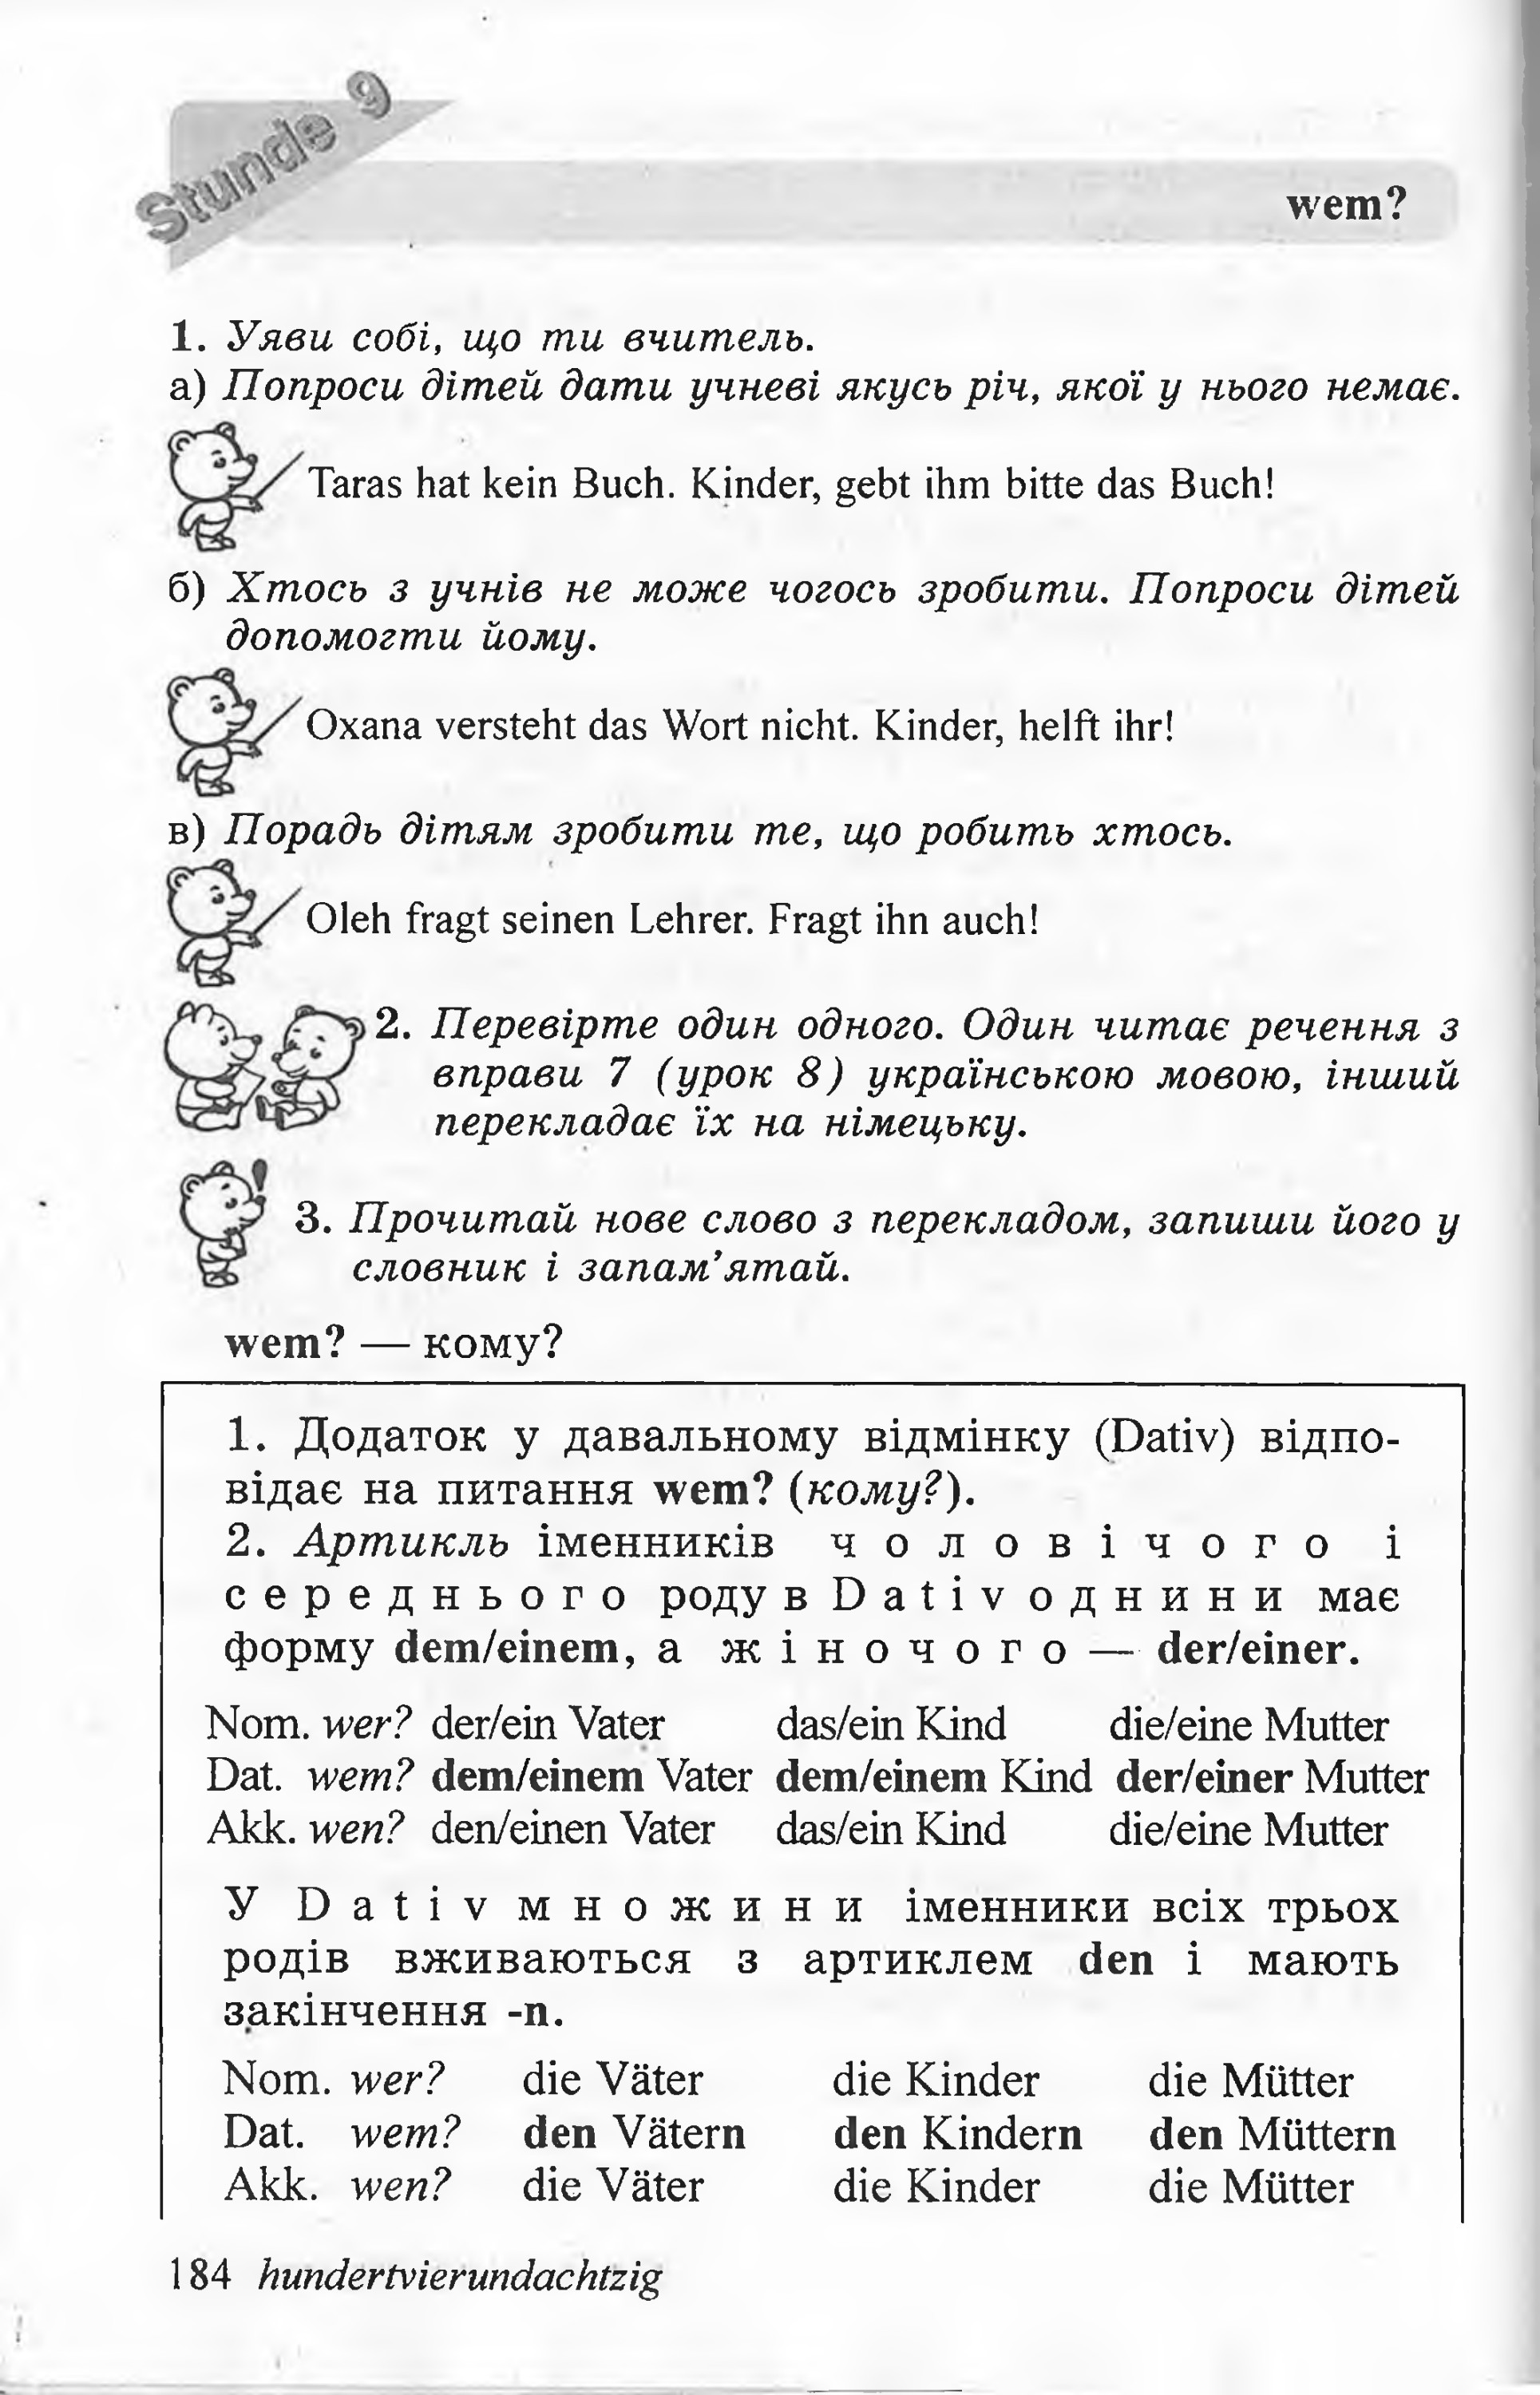 Stunde 9
wem?
1. Уяви собі, що ти вчитель.
а) Попроси дітей дати учневі якусь річ, якої у нього немає.
Taras hat kein Buch. Kinder, gebt ihm bitte das Buch!
б) Хтось з учнів не може чогось зробити. Попроси дітей
допомогти йому.
Oxana versteht das Wort nicht. Kinder, helft ihr!
в) Порадь дітям зробити те, що робить хтось.
Oleh fragt seinen Lehrer. Fragt ihn auch!
2. Перевірте один одного. Один читає речення з
вправи 7 (урок 8) українською мовою, інший
перекладає їх на німецьку.
3. Прочитай нове слово з перекладом, запиши його у
словник і запам’ятай.
wem? — кому?
1. Додаток у давальному відмінку (Dativ) відпо-
відає на питання wem? (кому?).
2. Артикль іменників чоловічого і
середнього роду в Dativ однини має
форму dem/einem, а жіночого — der/einer.
Nom. wer? der/ein Vater das/ein Kind die/eine Mutter
Dat. wem? dem/einem Vater dem/einem Kind der/einer Mutter
Akk. wen? den/einen Vater das/ein Kind die/eine Mutter
У Dativ множини іменники всіх трьох
родів вживаються з артиклем den і мають
закінчення -n.
Nom. wer? die Väter die Kinder die Mütter
Dat. wem? den Vätern den Kindern den Müttern
Akk. wen? die Väter die Kinder die Mütter
184 hundertvierundachtzig